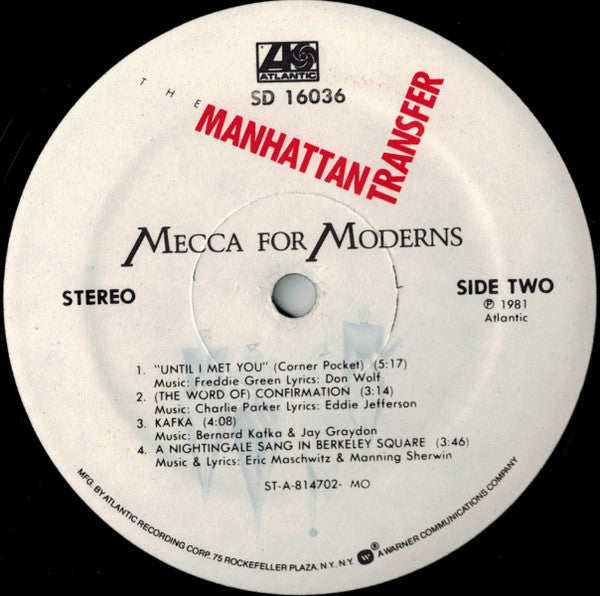 ATLANTIC
SD 16036
THE
MANHATTAN
TRANSFER
MECCA FOR MODERNS
STEREO
SIDE TWO
℗ 1981
Atlantic
1. "UNTIL I MET YOU" (Corner Pocket) (5:17)
Music: Freddie Green Lyrics: Don Wolf
2. (THE WORD OF) CONFIRMATION (3:14)
Music: Charlie Parker Lyrics: Eddie Jefferson
3. KAFKA (4:08)
Music: Bernard Kafka & Jay Graydon
4. A NIGHTINGALE SANG IN BERKELEY SQUARE (3:46)
Music & Lyrics: Eric Maschwitz & Manning Sherwin
ST-A-814702- MO
MFG. BY ATLANTIC RECORDING CORP. 75 ROCKEFELLER PLAZA. N.Y. N.Y. ® A WARNER COMMUNICATIONS COMPANY